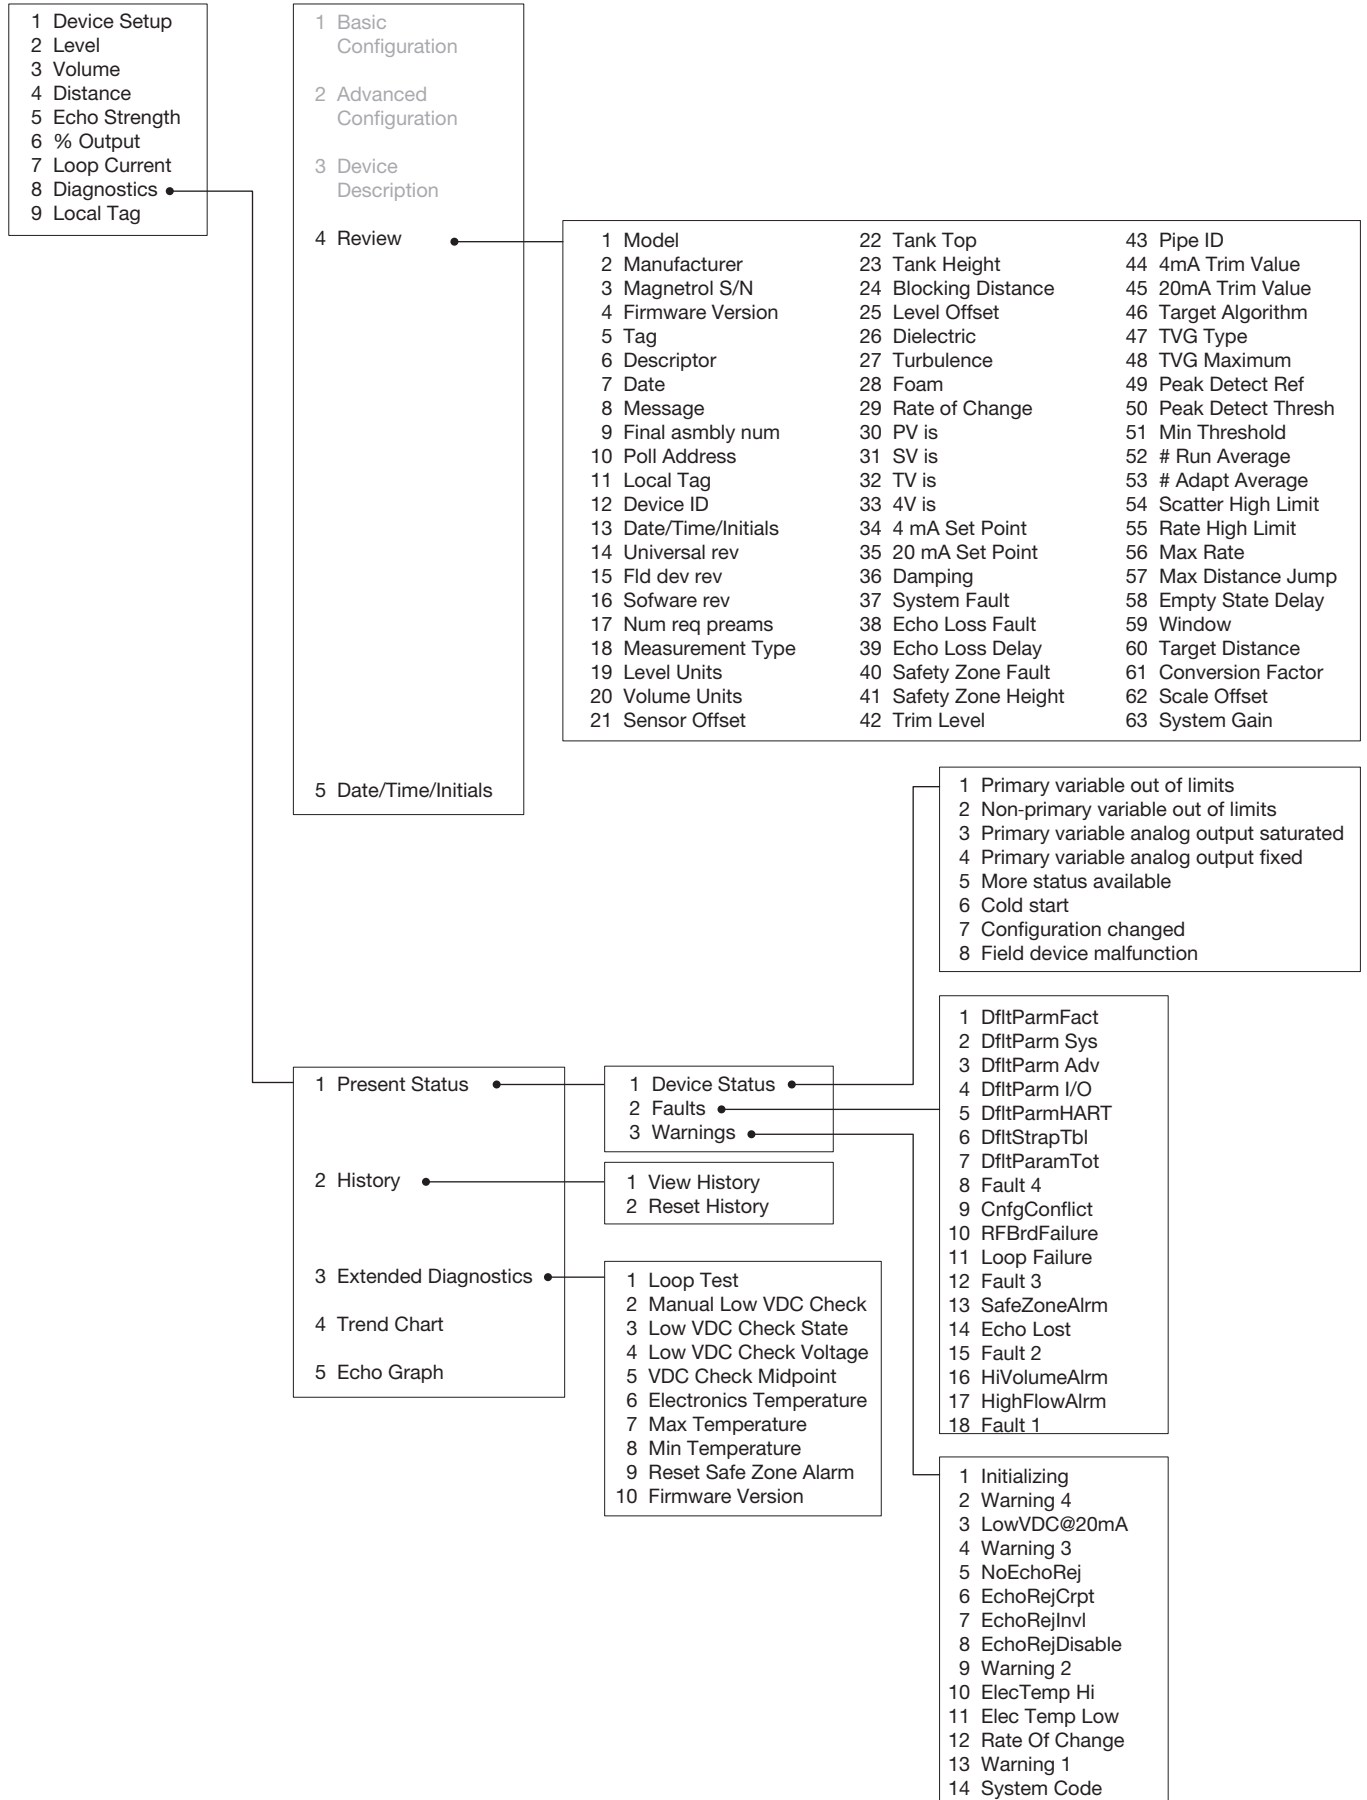 1 Device Setup
2 Level
3 Volume
4 Distance
5 Echo Strength
6 % Output
7 Loop Current
8 Diagnostics
9 Local Tag
1 Basic
Configuration
2 Advanced
Configuration
3 Device
Description
4 Review
5 Date/Time/Initials
1 Model
2 Manufacturer
3 Magnetrol S/N
4 Firmware Version
5 Tag
6 Descriptor
7 Date
8 Message
9 Final asmbly num
10 Poll Address
11 Local Tag
12 Device ID
13 Date/Time/Initials
14 Universal rev
15 Fld dev rev
16 Sofware rev
17 Num req preams
18 Measurement Type
19 Level Units
20 Volume Units
21 Sensor Offset
22 Tank Top
23 Tank Height
24 Blocking Distance
25 Level Offset
26 Dielectric
27 Turbulence
28 Foam
29 Rate of Change
30 PV is
31 SV is
32 TV is
33 4V is
34 4 mA Set Point
35 20 mA Set Point
36 Damping
37 System Fault
38 Echo Loss Fault
39 Echo Loss Delay
40 Safety Zone Fault
41 Safety Zone Height
42 Trim Level
43 Pipe ID
44 4mA Trim Value
45 20mA Trim Value
46 Target Algorithm
47 TVG Type
48 TVG Maximum
49 Peak Detect Ref
50 Peak Detect Thresh
51 Min Threshold
52 # Run Average
53 # Adapt Average
54 Scatter High Limit
55 Rate High Limit
56 Max Rate
57 Max Distance Jump
58 Empty State Delay
59 Window
60 Target Distance
61 Conversion Factor
62 Scale Offset
63 System Gain
1 Primary variable out of limits
2 Non-primary variable out of limits
3 Primary variable analog output saturated
4 Primary variable analog output fixed
5 More status available
6 Cold start
7 Configuration changed
8 Field device malfunction
1 Present Status
2 History
3 Extended Diagnostics
4 Trend Chart
5 Echo Graph
1 Device Status
2 Faults
3 Warnings
1 View History
2 Reset History
1 Loop Test
2 Manual Low VDC Check
3 Low VDC Check State
4 Low VDC Check Voltage
5 VDC Check Midpoint
6 Electronics Temperature
7 Max Temperature
8 Min Temperature
9 Reset Safe Zone Alarm
10 Firmware Version
1 DfltParmFact
2 DfltParm Sys
3 DfltParm Adv
4 DfltParm I/O
5 DfltParmHART
6 DfltStrapTbl
7 DfltParamTot
8 Fault 4
9 CnfgConflict
10 RFBrdFailure
11 Loop Failure
12 Fault 3
13 SafeZoneAlrm
14 Echo Lost
15 Fault 2
16 HiVolumeAlrm
17 HighFlowAlrm
18 Fault 1
1 Initializing
2 Warning 4
3 LowVDC@20mA
4 Warning 3
5 NoEchoRej
6 EchoRejCrpt
7 EchoRejInvl
8 EchoRejDisable
9 Warning 2
10 ElecTemp Hi
11 Elec Temp Low
12 Rate Of Change
13 Warning 1
14 System Code